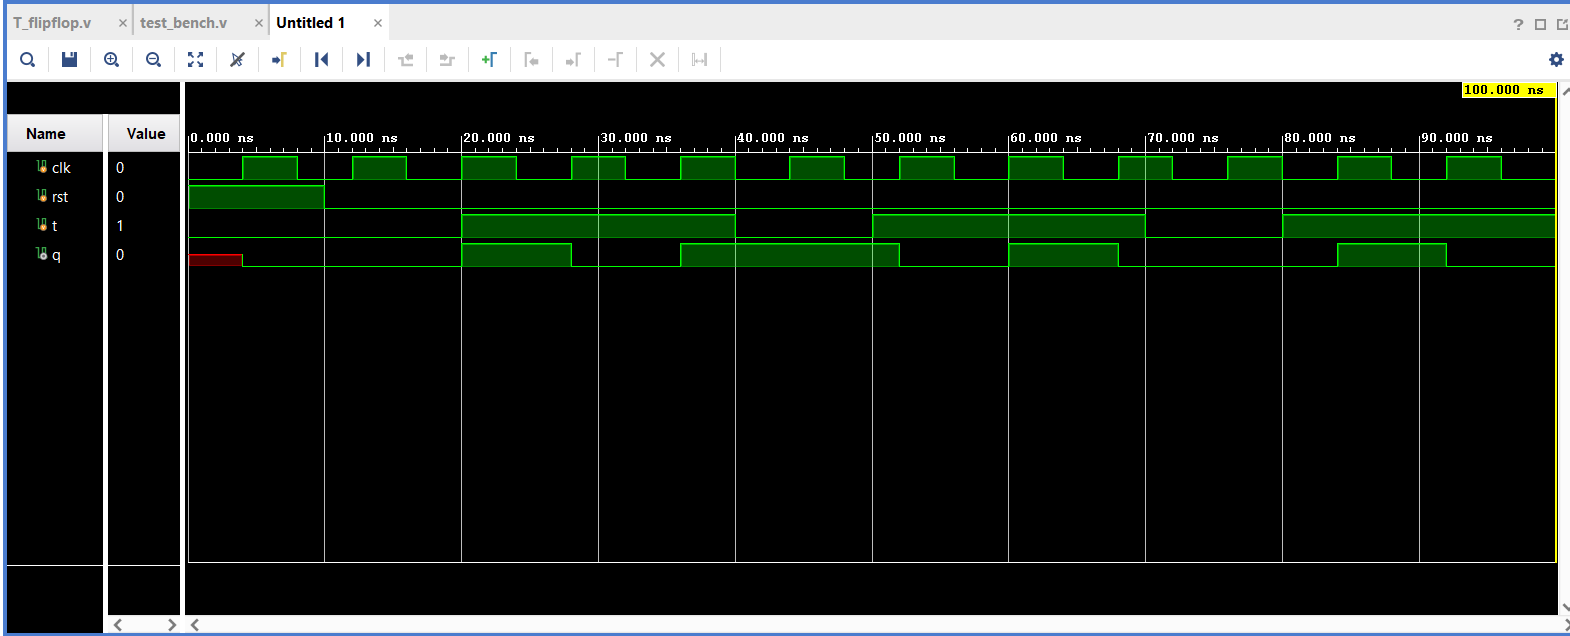 T_flipflop.v × test_bench.v × Untitled 1 ×
?
100.000 ns
Name Value
0.000 ns 10.000 ns 20.000 ns 30.000 ns 40.000 ns 50.000 ns 60.000 ns 70.000 ns 80.000 ns 90.000 ns
clk 0
rst 0
t 1
q 0